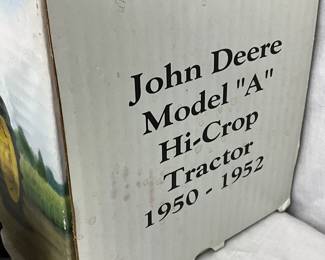 John Deere
Model "A"
Hi-Crop
Tractor
1950 - 1952